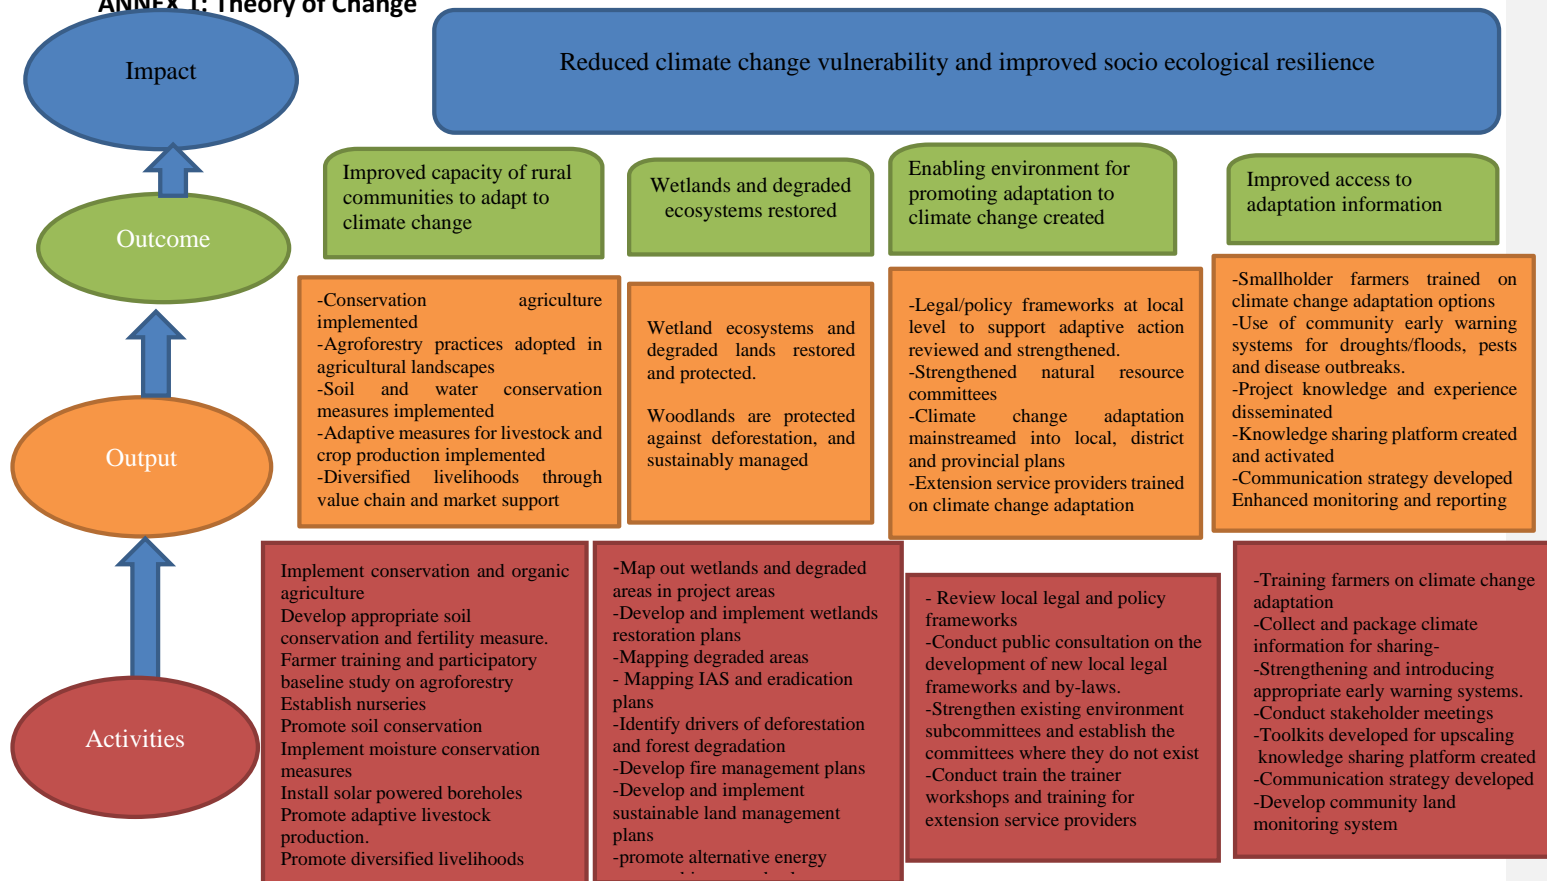 ANNEX 1: Theory of Change
Impact
Reduced climate change vulnerability and improved socio ecological resilience
Outcome
Improved capacity of rural
communities to adapt to
climate change
Wetlands and degraded
ecosystems restored
Enabling environment for
promoting adaptation to
climate change created
Improved access to
adaptation information
Output
-Conservation agriculture
implemented
-Agroforestry practices adopted in
agricultural landscapes
-Soil and water conservation
measures implemented
-Adaptive measures for livestock and
crop production implemented
-Diversified livelihoods through
value chain and market support
Wetland ecosystems and
degraded lands restored
and protected.
Woodlands are protected
against deforestation, and
sustainably managed
-Legal/policy frameworks at local
level to support adaptive action
reviewed and strengthened.
-Strengthened natural resource
committees
-Climate change adaptation
mainstreamed into local, district
and provincial plans
-Extension service providers trained
on climate change adaptation
-Smallholder farmers trained on
climate change adaptation options
-Use of community early warning
systems for droughts/floods, pests
and disease outbreaks.
-Project knowledge and experience
disseminated
-Knowledge sharing platform created
and activated
-Communication strategy developed
Enhanced monitoring and reporting
Activities
Implement conservation and organic
agriculture
Develop appropriate soil
conservation and fertility measure.
Farmer training and participatory
baseline study on agroforestry
Establish nurseries
Promote soil conservation
Implement moisture conservation
measures
Install solar powered boreholes
Promote adaptive livestock
production.
Promote diversified livelihoods
-Map out wetlands and degraded
areas in project areas
-Develop and implement wetlands
restoration plans
-Mapping degraded areas
- Mapping IAS and eradication
plans
-Identify drivers of deforestation
and forest degradation
-Develop fire management plans
-Develop and implement
sustainable land management
plans
-promote alternative energy
- Review local legal and policy
frameworks
-Conduct public consultation on the
development of new local legal
frameworks and by-laws.
-Strengthen existing environment
subcommittees and establish the
committees where they do not exist
-Conduct train the trainer
workshops and training for
extension service providers
-Training farmers on climate change
adaptation
-Collect and package climate
information for sharing-
-Strengthening and introducing
appropriate early warning systems.
-Conduct stakeholder meetings
-Toolkits developed for upscaling
knowledge sharing platform created
-Communication strategy developed
-Develop community land
monitoring system